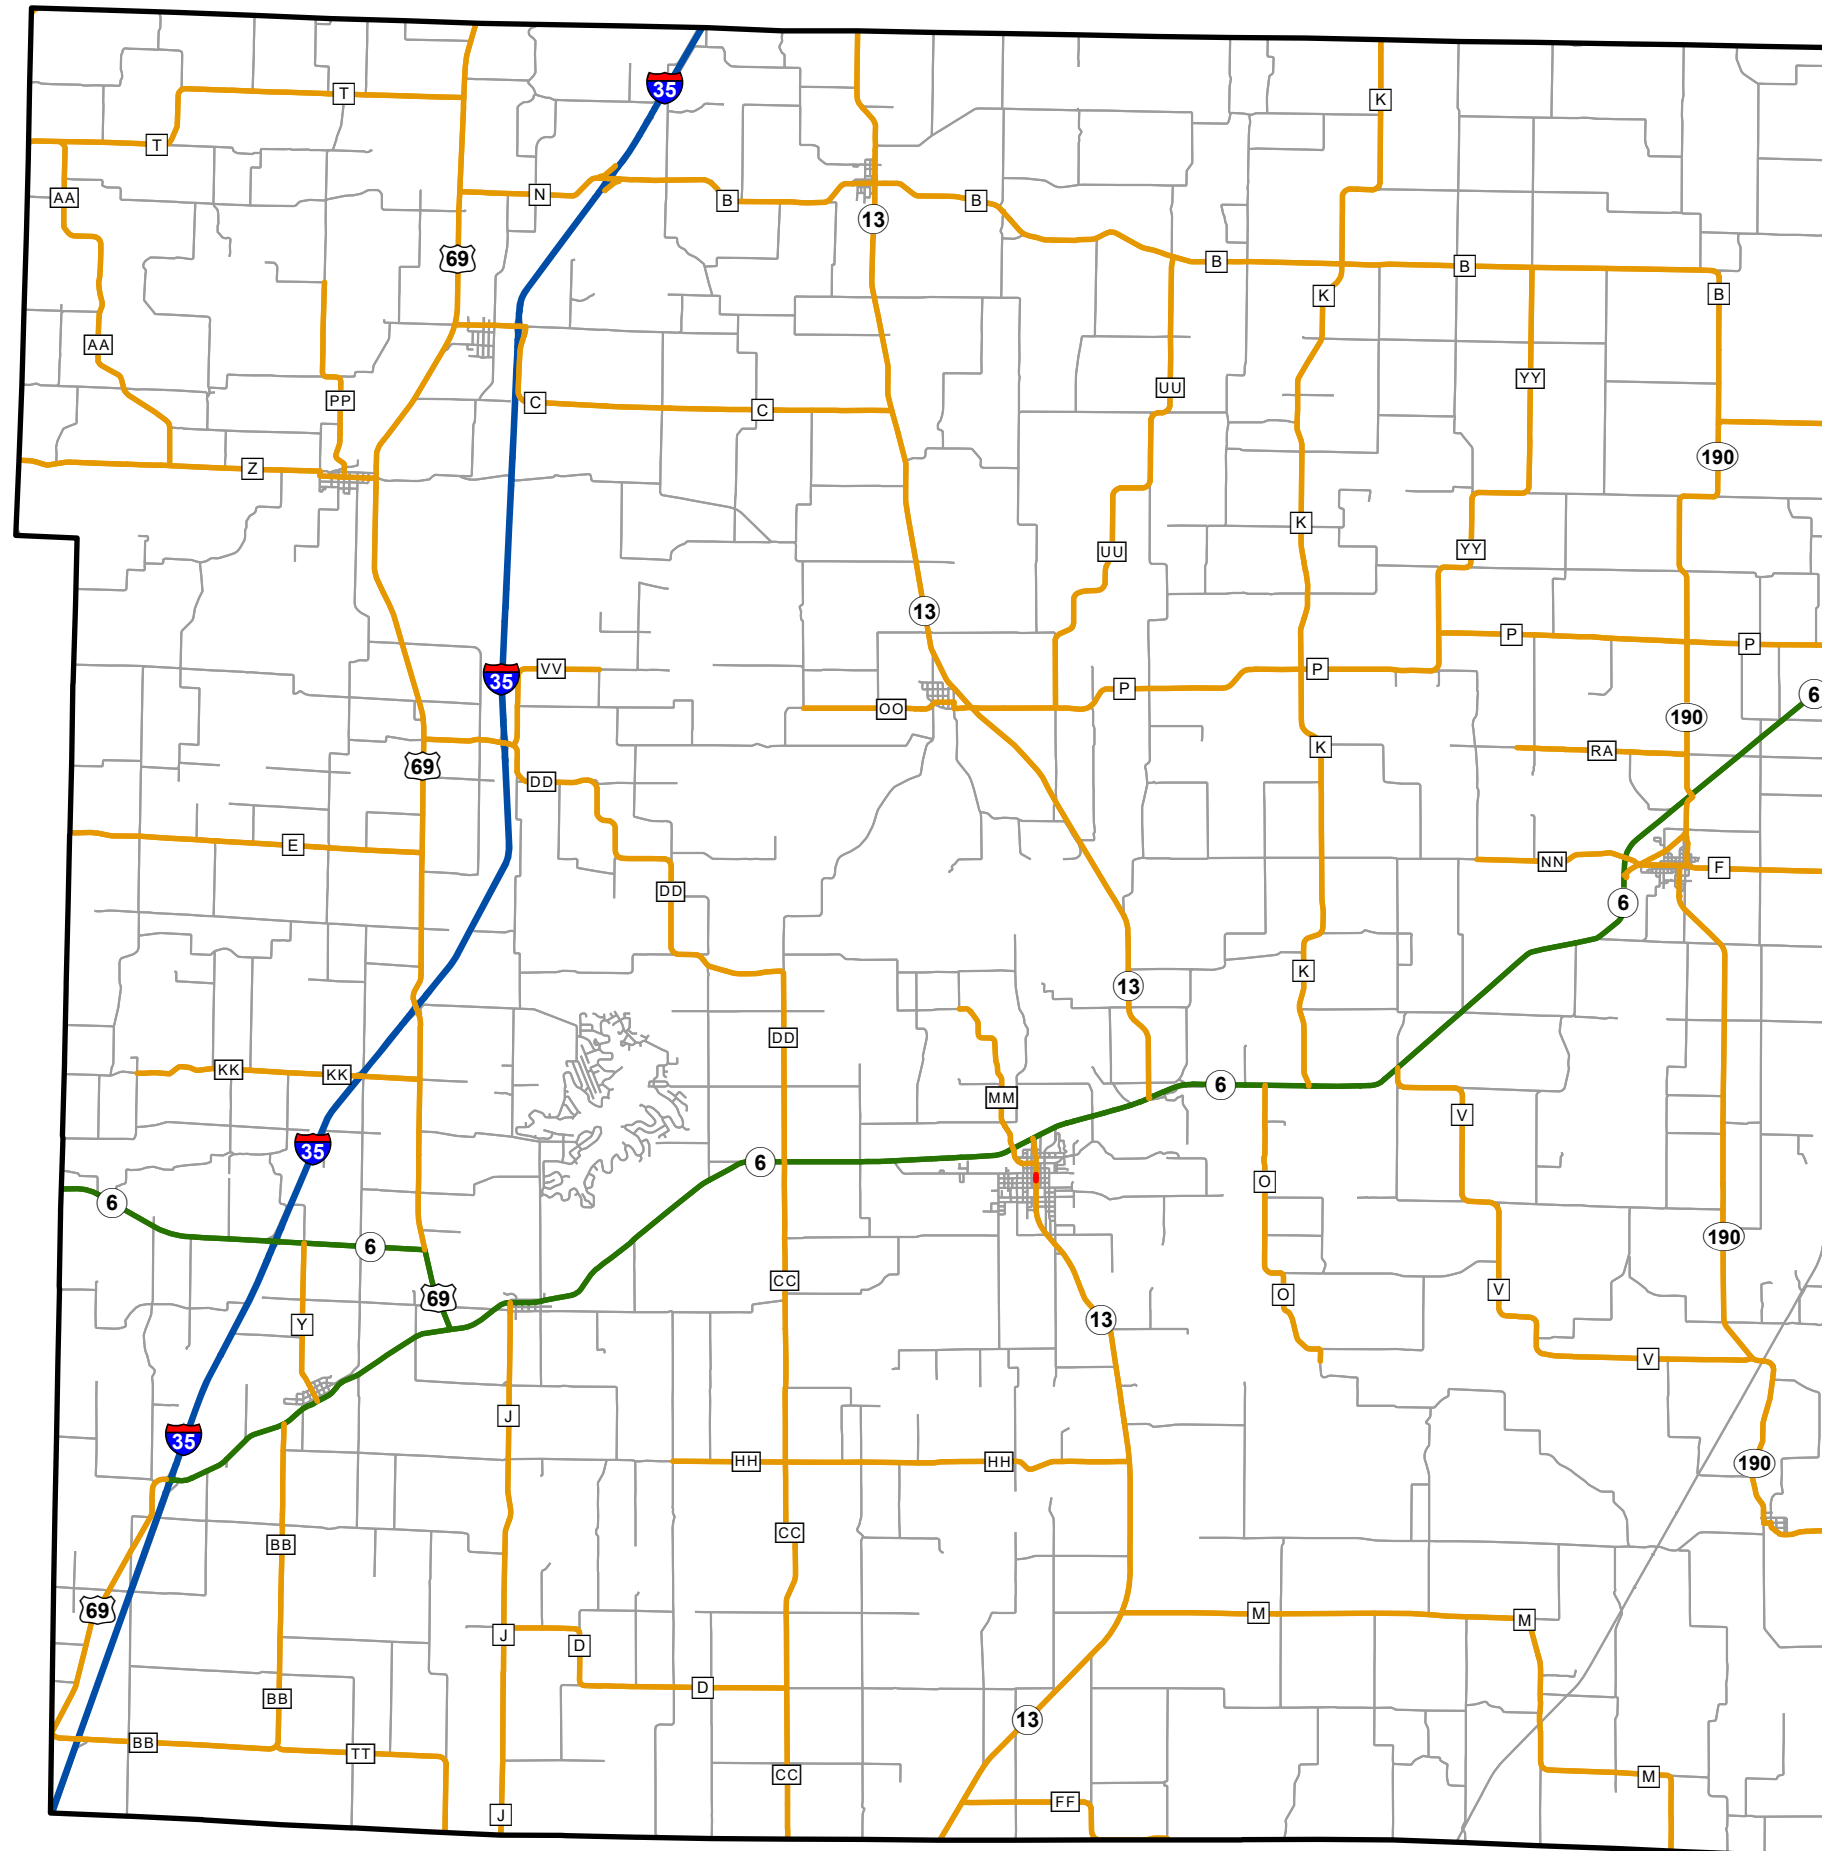 35
K
T
T
N
AA
B
B
13
69
B
B
K
B
AA
YY
UU
PP
C
C
190
Z
K
YY
UU
13
P
P
VV
P
35
P
6
OO
190
K
RA
69
DD
E
NN
F
DD
6
K
13
DD
KK
KK
6
MM
V
35
6
O
6
190
6
CC
V
O
69
13
Y
V
J
35
HH
HH
190
CC
BB
69
M
M
J
D
D
BB
13
BB
TT
CC
M
FF
J